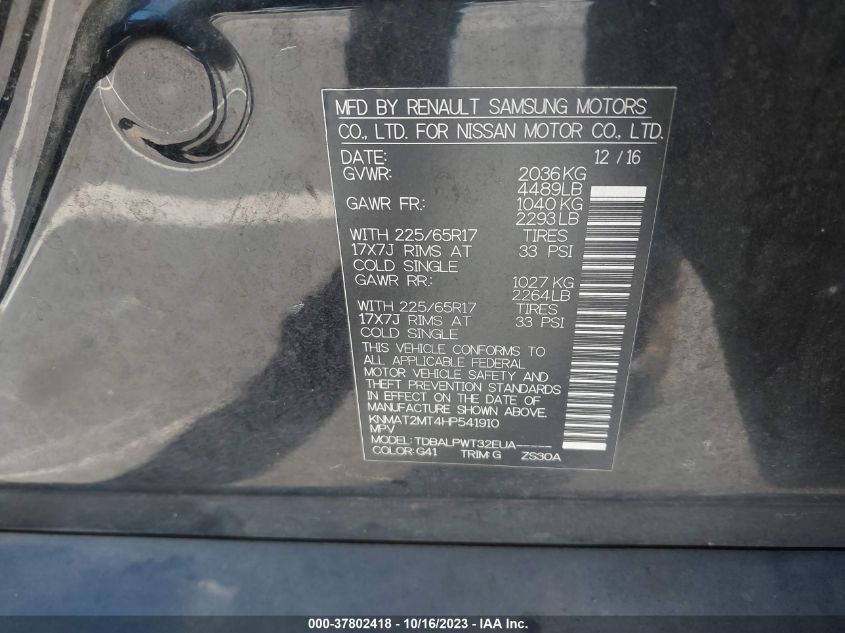 MFD BY RENAULT SAMSUNG MOTORS
CO., LTD. FOR NISSAN MOTOR CO., LTD.
DATE: 12 / 16
GVWR: 2036KG
4489LB
GAWR FR.: 1040 KG
2293LB
WITH 225/65R17 TIRES
17X7J RIMS AT 33 PSI
COLD SINGLE
GAWR RR.: 1027 KG
2264LB
WITH 225/65R17 TIRES
17X7J RIMS AT 33 PSI
COLD SINGLE
THIS VEHICLE CONFORMS TO
ALL APPLICABLE FEDERAL
MOTOR VEHICLE SAFETY AND
THEFT PREVENTION STANDARDS
IN EFFECT ON THE DATE OF
MANUFACTURE SHOWN ABOVE.
KNMAT2MT4HP541910
MPV
MODEL: TDBALPWT32EUA-----
COLOR: G41 TRIM: G ZS30A
000-37802418 - 10/16/2023 - IAA Inc.